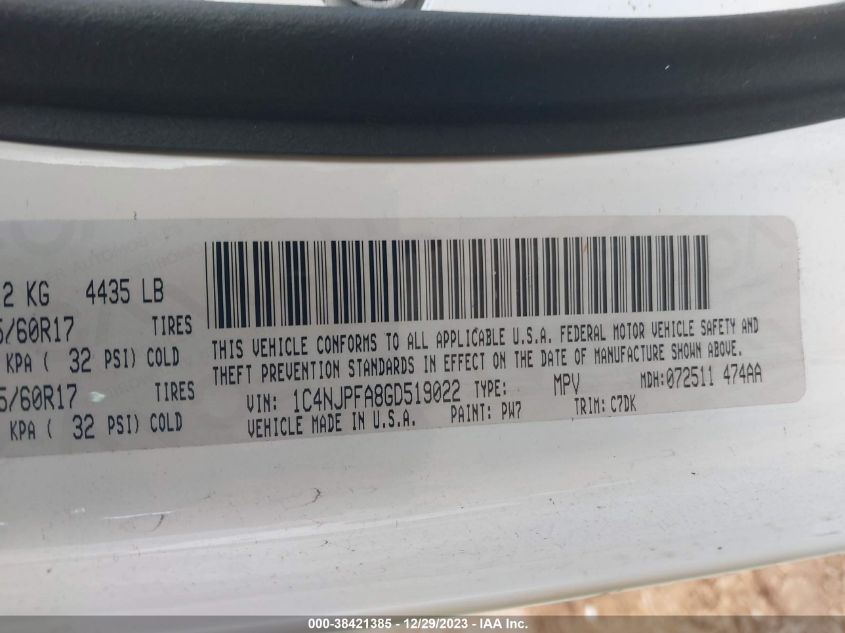 2 KG 4435 LB
5/60R17 TIRES
KPA ( 32 PSI) COLD
5/60R17 TIRES
KPA ( 32 PSI) COLD
THIS VEHICLE CONFORMS TO ALL APPLICABLE U.S.A. FEDERAL MOTOR VEHICLE SAFETY AND
THEFT PREVENTION STANDARDS IN EFFECT ON THE DATE OF MANUFACTURE SHOWN ABOVE.
VIN: 1C4NJPFA8GD519022 TYPE: MPV MDH:072511 474AA
VEHICLE MADE IN U.S.A. PAINT: PW7 TRIM: C7DK
000-38421385 - 12/29/2023 - IAA Inc.